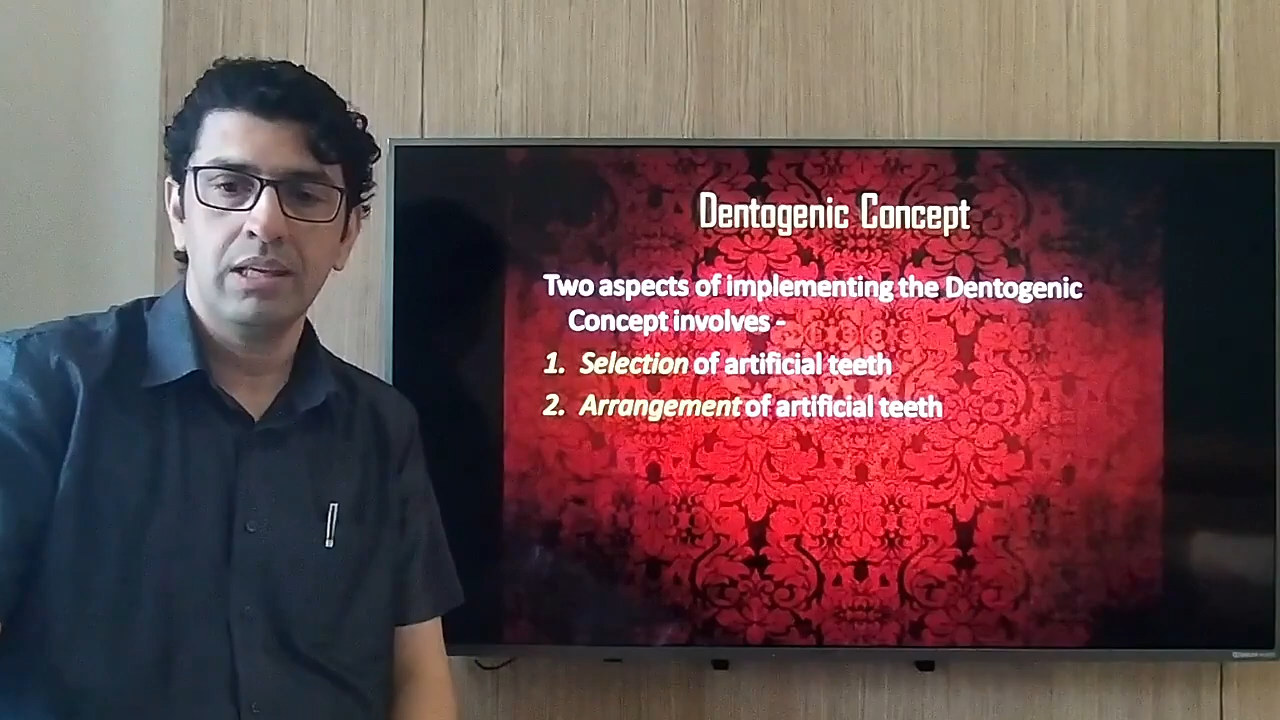 Dentogenic Concept
Two aspects of implementing the Dentogenic
Concept involves -
1. Selection of artificial teeth
2. Arrangement of artificial teeth